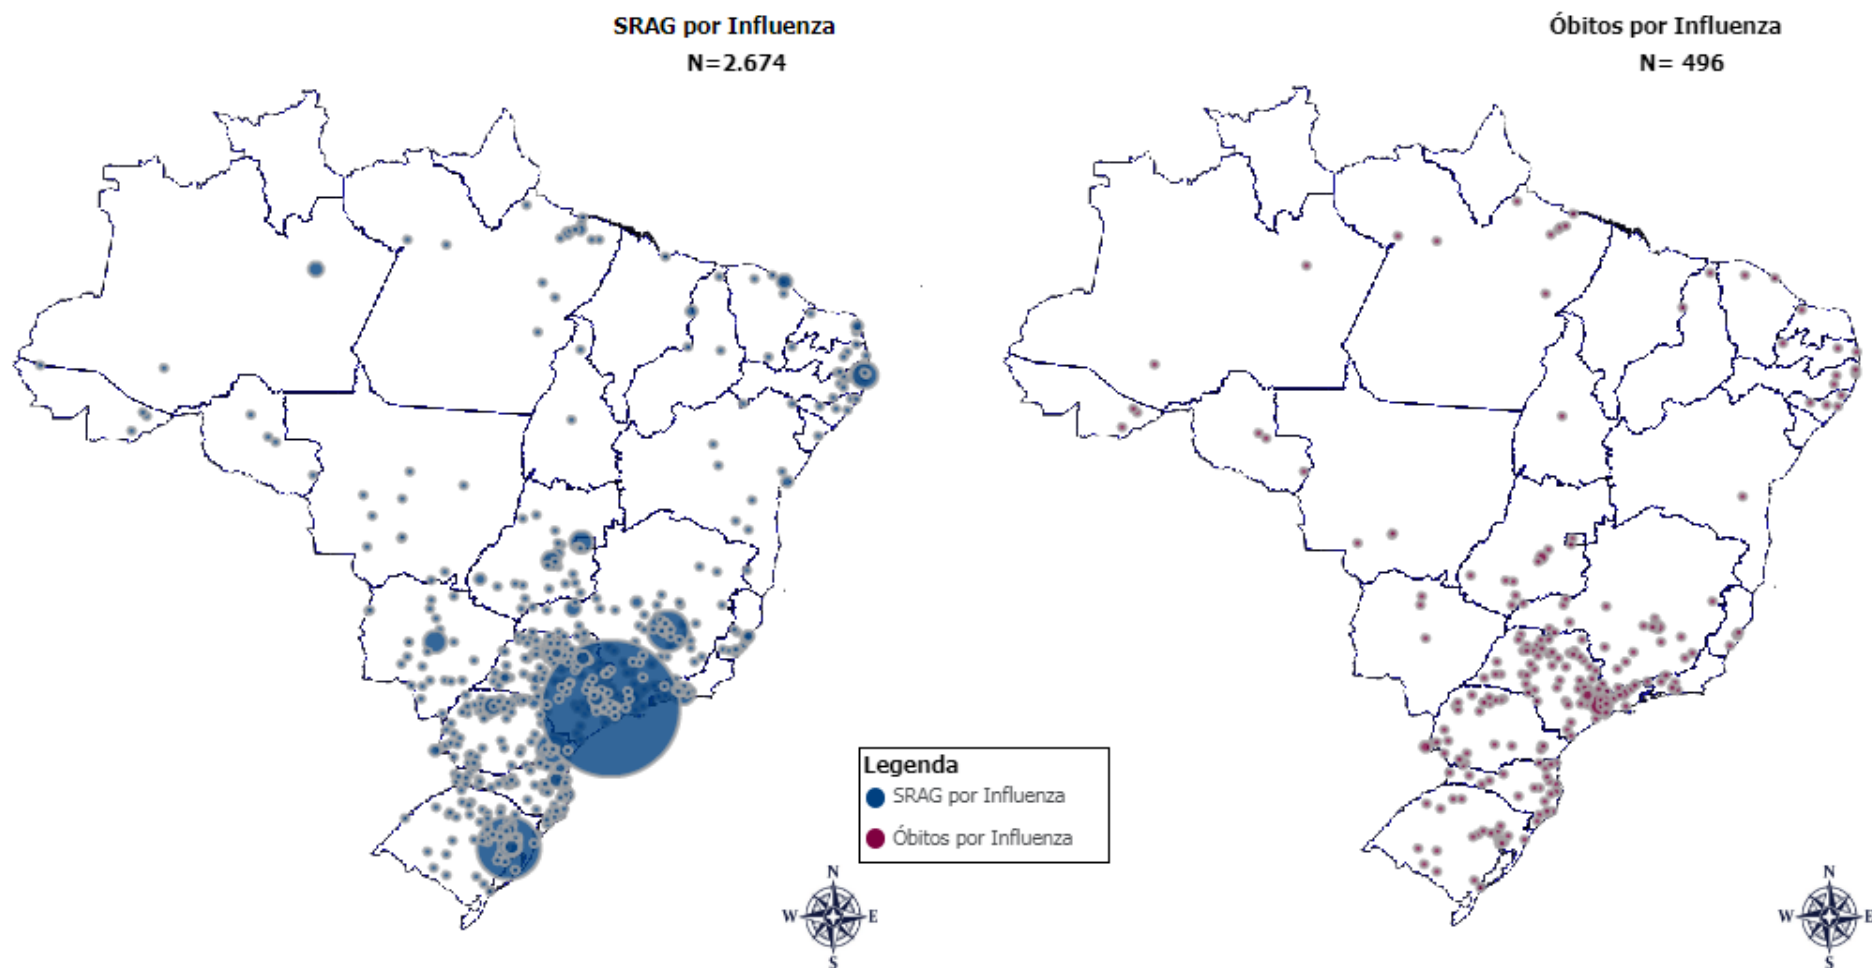 SRAG por Influenza
N=2.674
Óbitos por Influenza
N= 496
Legenda
SRAG por Influenza
Óbitos por Influenza
N
W E
S
N
W E
S